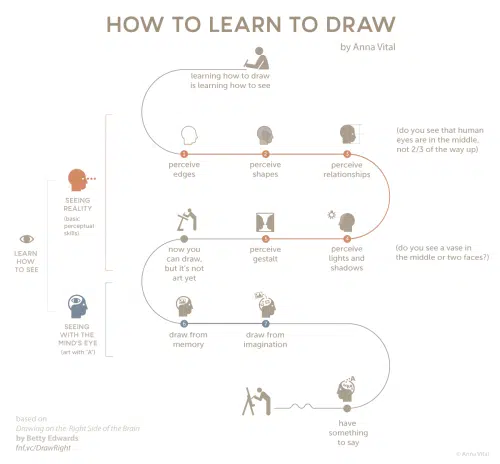 HOW TO LEARN TO DRAW
by Anna Vital
learning how to draw
is learning how to see
1
2
3
perceive
edges
perceive
shapes
perceive
relationships
(do you see that human
eyes are in the middle,
not 2/3 of the way up)
SEEING
REALITY
(basic
perceptual
skills)
LEARN
HOW
TO SEE
now you
can draw,
but it's not
art yet
5
perceive
gestalt
4
perceive
lights and
shadows
(do you see a vase in
the middle or two faces?)
SEEING
WITH THE
MIND'S EYE
(art with "A")
6
7
draw from
memory
draw from
imagination
A
have
something
to say
based on
Drawing on the Right Side of the Brain
by Betty Edwards
fnf.vc/DrawRight
© Anna Vital